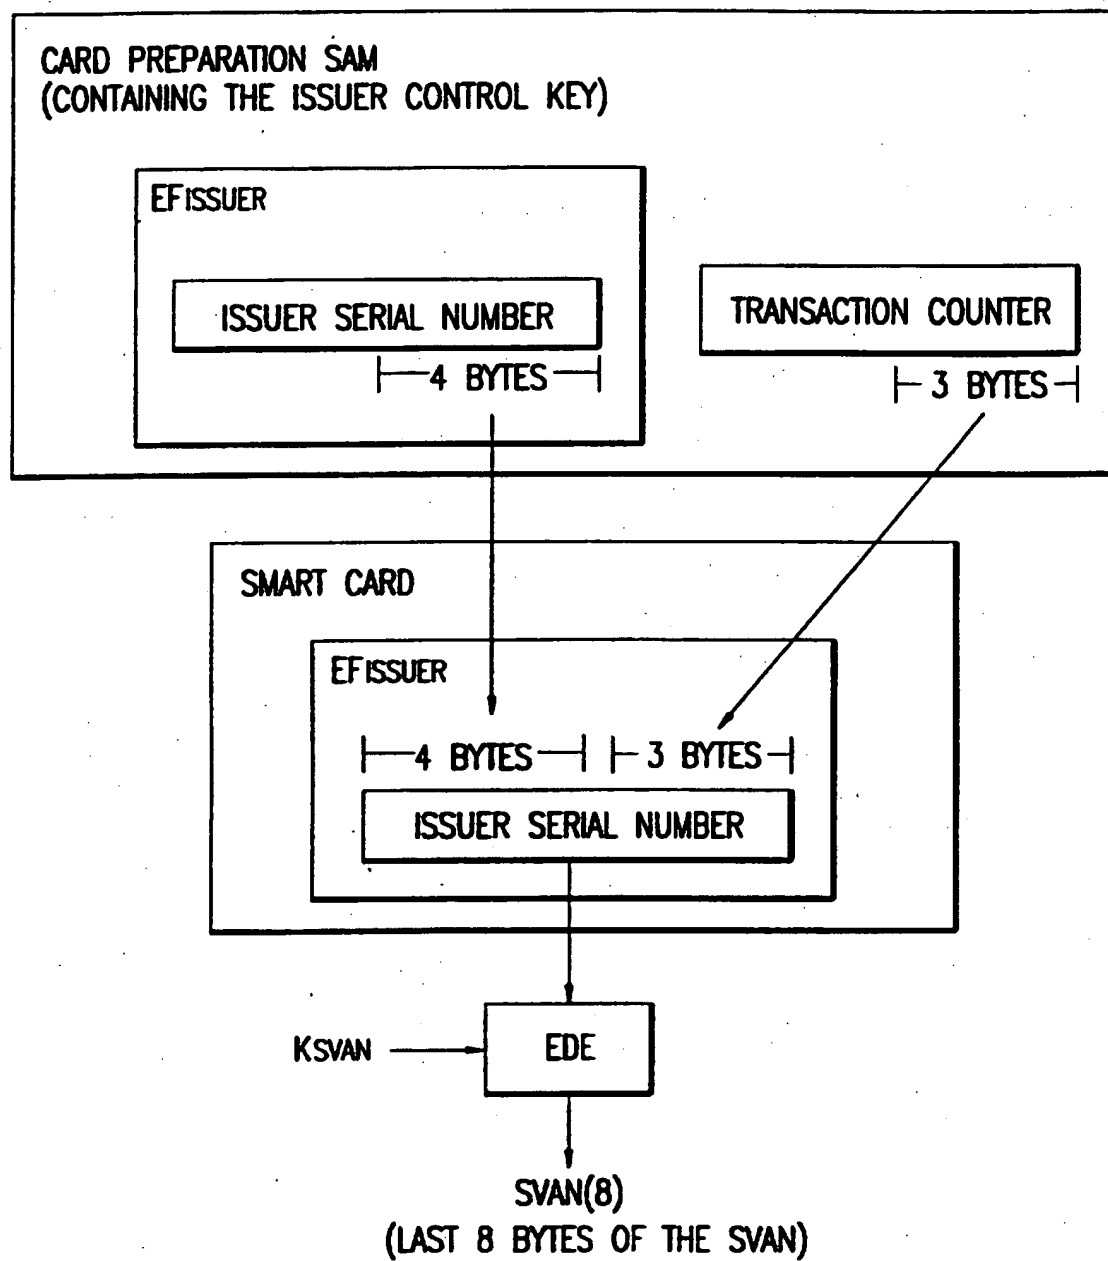 CARD PREPARATION SAM
(CONTAINING THE ISSUER CONTROL KEY)
EFISSUER
ISSUER SERIAL NUMBER
4 BYTES
TRANSACTION COUNTER
3 BYTES
SMART CARD
EFISSUER
4 BYTES
3 BYTES
ISSUER SERIAL NUMBER
KSVAN
EDE
SVAN(8)
(LAST 8 BYTES OF THE SVAN)